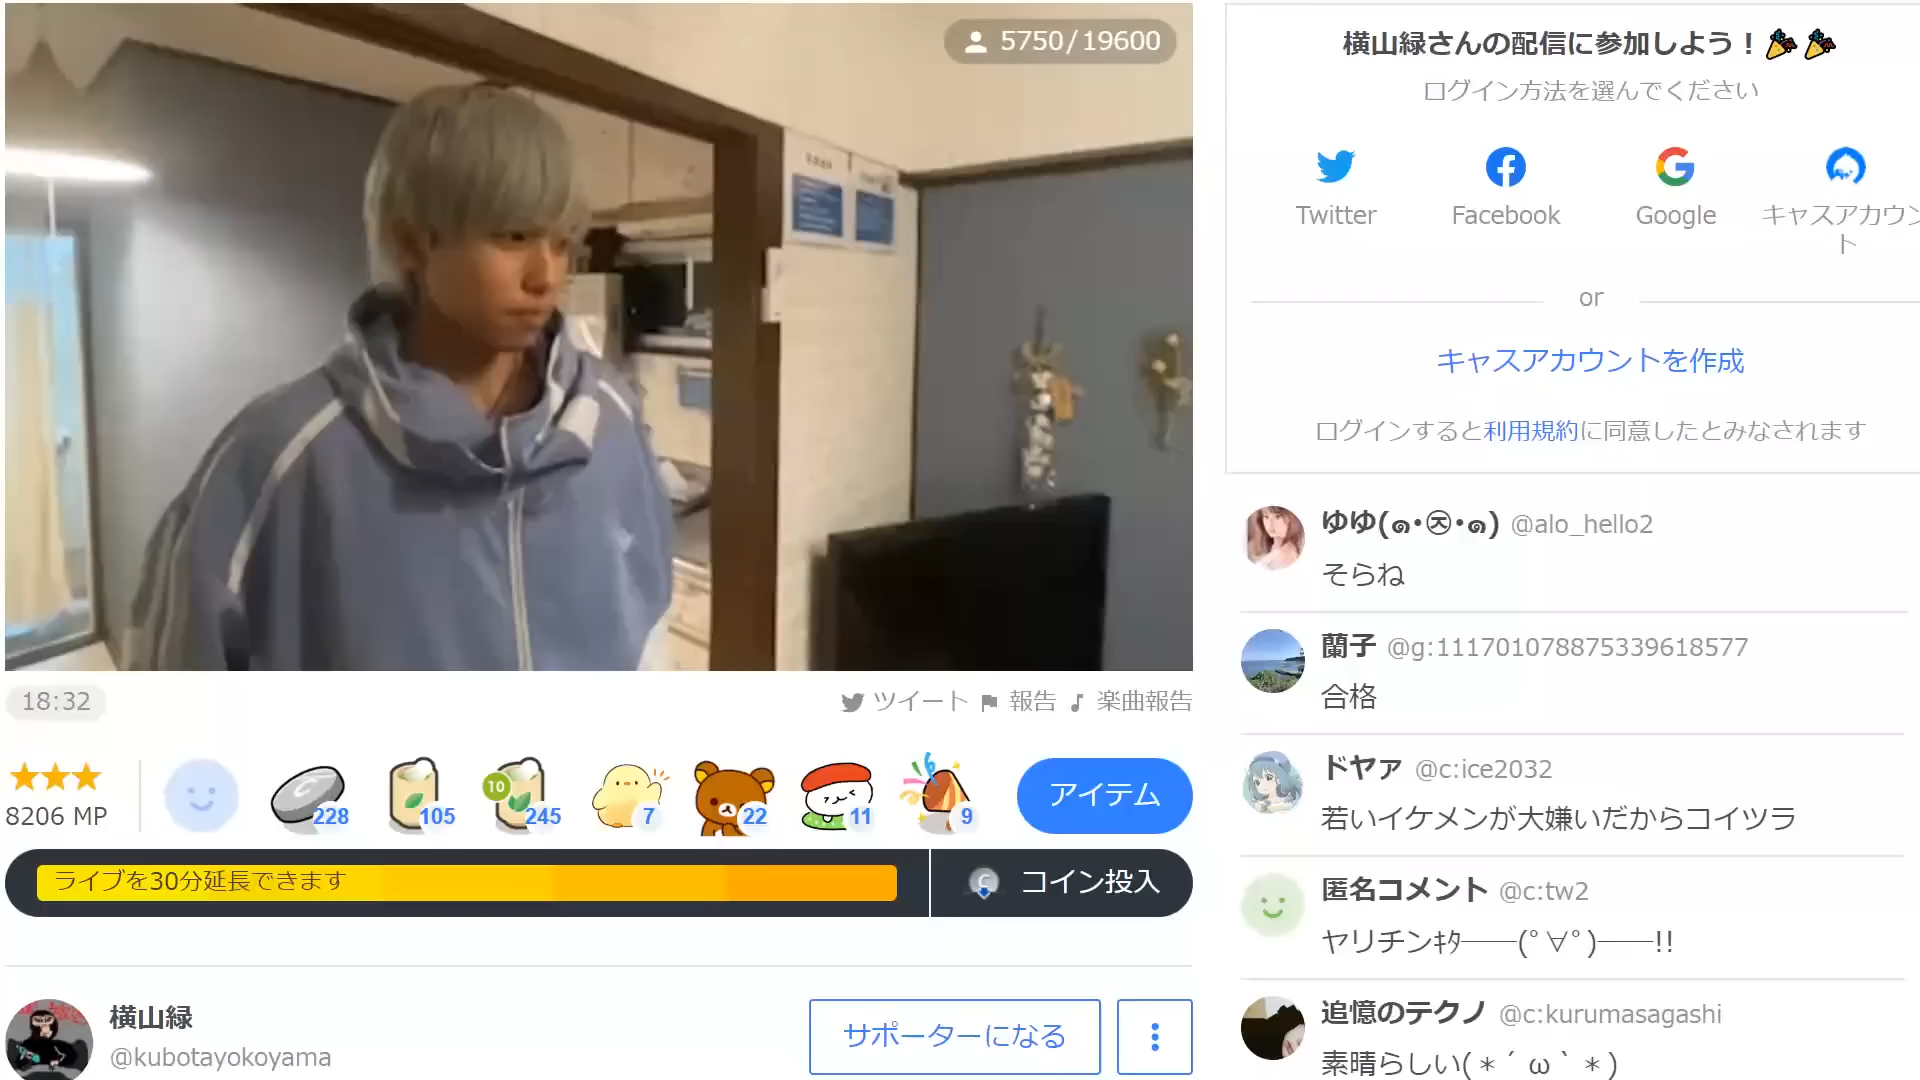 5750/19600
18:32
ツイート 報告 楽曲報告
8206 MP
228
105
10
245
7
22
11
9
アイテム
ライブを30分延長できます
コイン投入
横山緑
@kubotayokoyama
サポーターになる
横山緑さんの配信に参加しよう！
ログイン方法を選んでください
Twitter
Facebook
Google
キャスアカウン
ト
or
キャスアカウントを作成
ログインすると利用規約に同意したとみなされます
ゆゆ(๑•㉨•๑) @alo_hello2
そらね
蘭子 @g:111701078875339618577
合格
ドヤァ @c:ice2032
若いイケメンが大嫌いだからコイツラ
匿名コメント @c:tw2
ヤリチンｷﾀ――(ﾟ∀ﾟ)――!!
追憶のテクノ @c:kurumasagashi
素晴らしい(＊´ω｀＊)